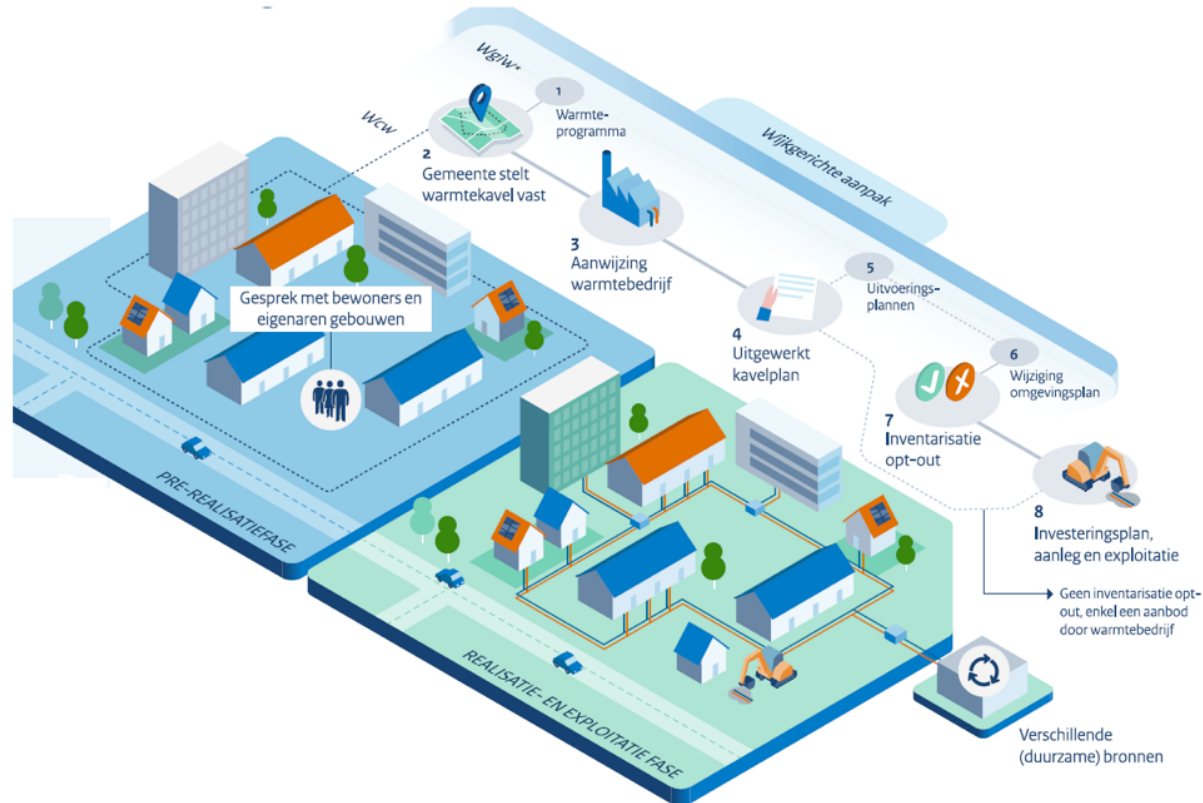 Wgiw*
Wcw
Wijkgerichte aanpak
1
Warmte-
programma
2
Gemeente stelt
warmtekavel vast
3
Aanwijzing
warmtebedrijf
4
Uitgewerkt
kavelplan
5
Uitvoerings-
plannen
6
Wijziging
omgevingsplan
7
Inventarisatie
opt-out
8
Investeringsplan,
aanleg en exploitatie
Geen inventarisatie opt-
out, enkel een aanbod
door warmtebedrijf
Gesprek met bewoners en
eigenaren gebouwen
PRE-REALISATIEFASE
REALISATIE- EN EXPLOITATIE FASE
Verschillende
(duurzame) bronnen